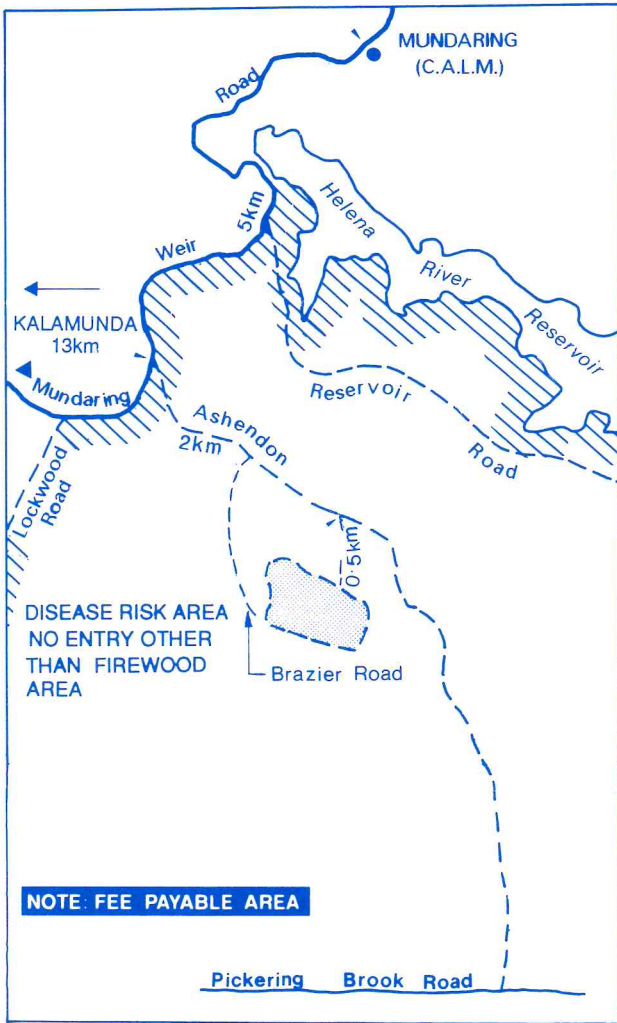 MUNDARING
(C.A.L.M.)
Road
Helena
River
Reservoir
5km
Weir
KALAMUNDA
13km
Mundaring
Reservoir
Road
Ashendon
2km
Lockwood
Road
0·5km
DISEASE RISK AREA
NO ENTRY OTHER
THAN FIREWOOD
AREA
Brazier Road
NOTE: FEE PAYABLE AREA
Pickering Brook Road